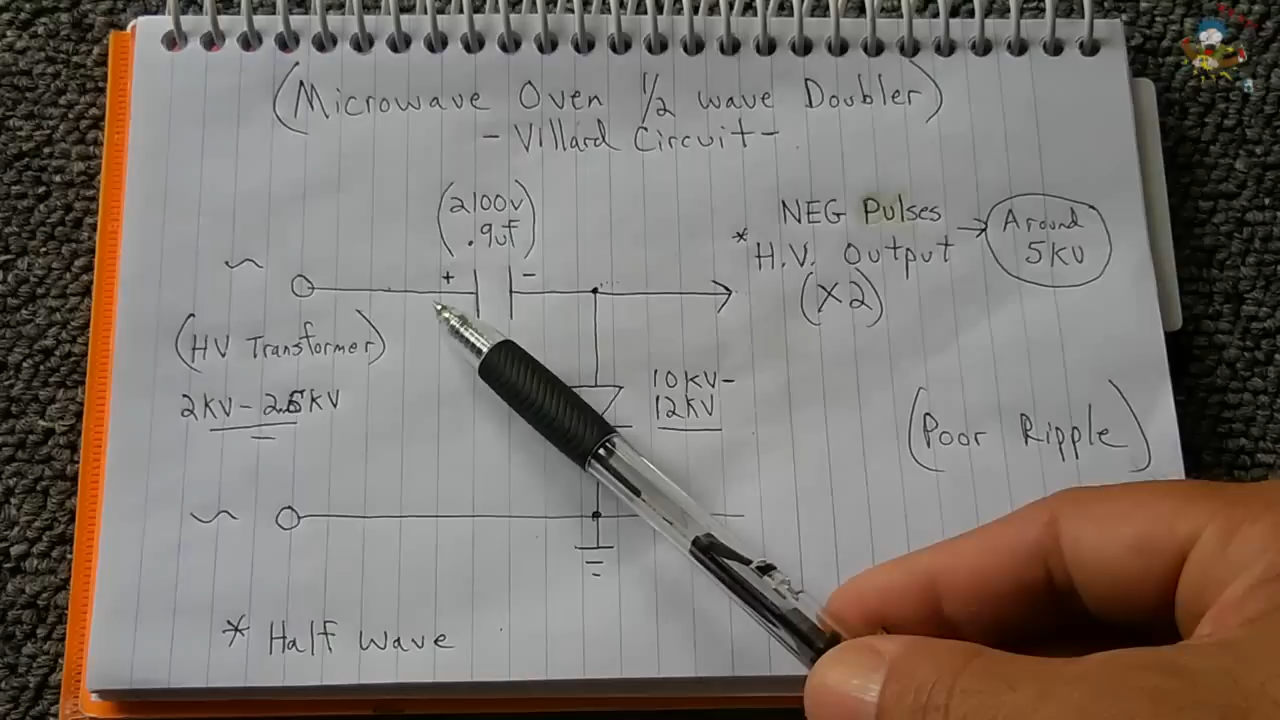 (Microwave Oven 1/2 wave Doubler)
- Villard Circuit -
(2100v
.9uf)
NEG Pulses
* H.V. Output → Around 5KV
(X2)
~
+ -
(HV Transformer)
2KV - 2.5KV
10KV-
12KV
(Poor Ripple)
~
* Half Wave